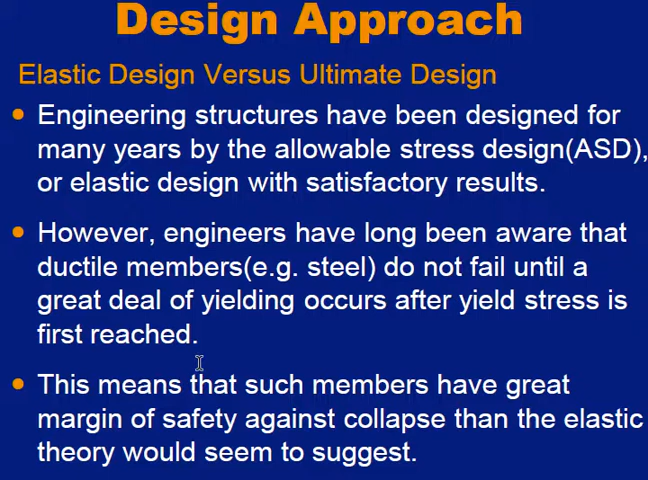 Design Approach
Elastic Design Versus Ultimate Design
• Engineering structures have been designed for
many years by the allowable stress design(ASD),
or elastic design with satisfactory results.
• However, engineers have long been aware that
ductile members(e.g. steel) do not fail until a
great deal of yielding occurs after yield stress is
first reached.
• This means that such members have great
margin of safety against collapse than the elastic
theory would seem to suggest.